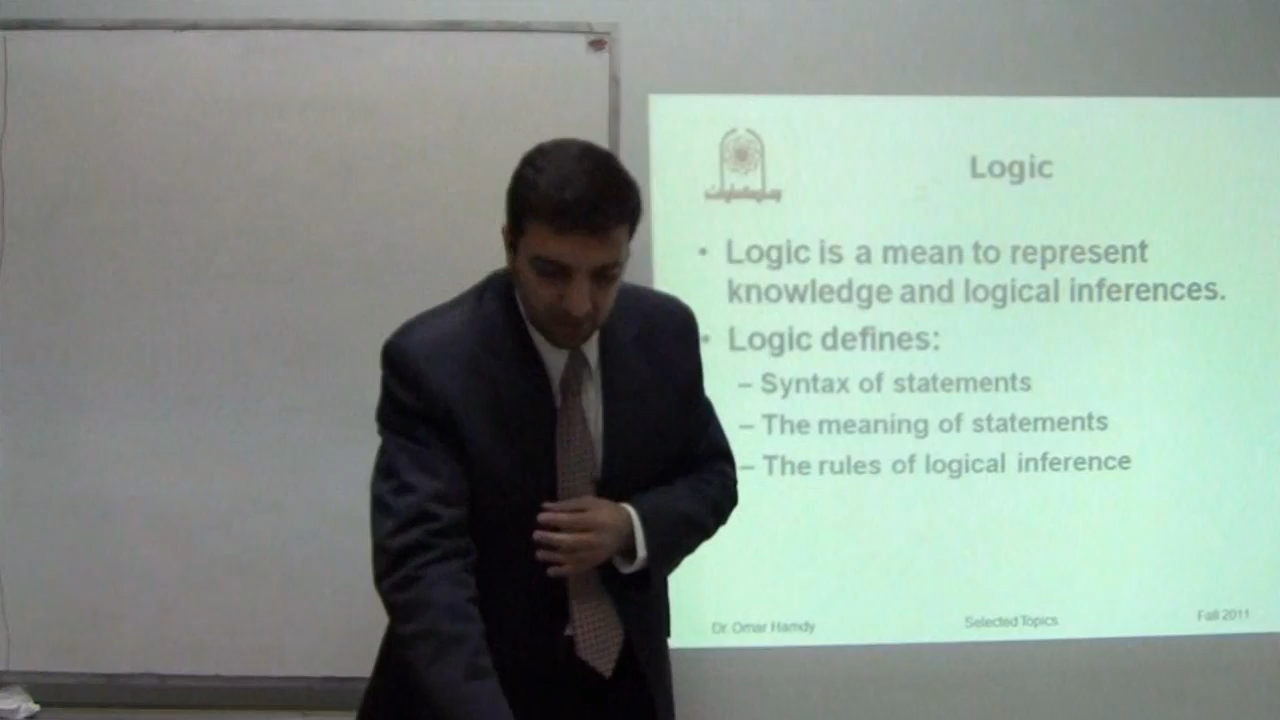 Logic
• Logic is a mean to represent
knowledge and logical inferences.
• Logic defines:
– Syntax of statements
– The meaning of statements
– The rules of logical inference
Dr. Omar Hamdy
Selected Topics
Fall 2011